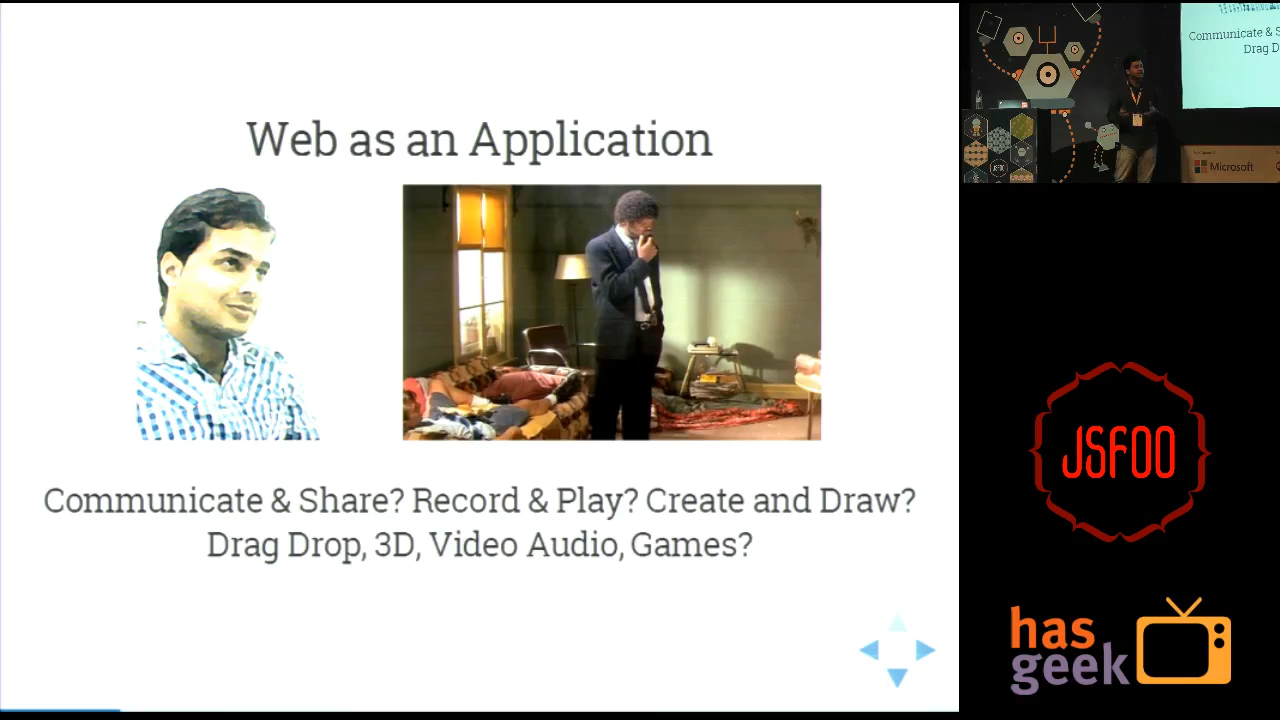 Web as an Application
Communicate & Share? Record & Play? Create and Draw?
Drag Drop, 3D, Video Audio, Games?
Communicate & S
Drag D
Microsoft
JSFOO
JSFOO
has
geek